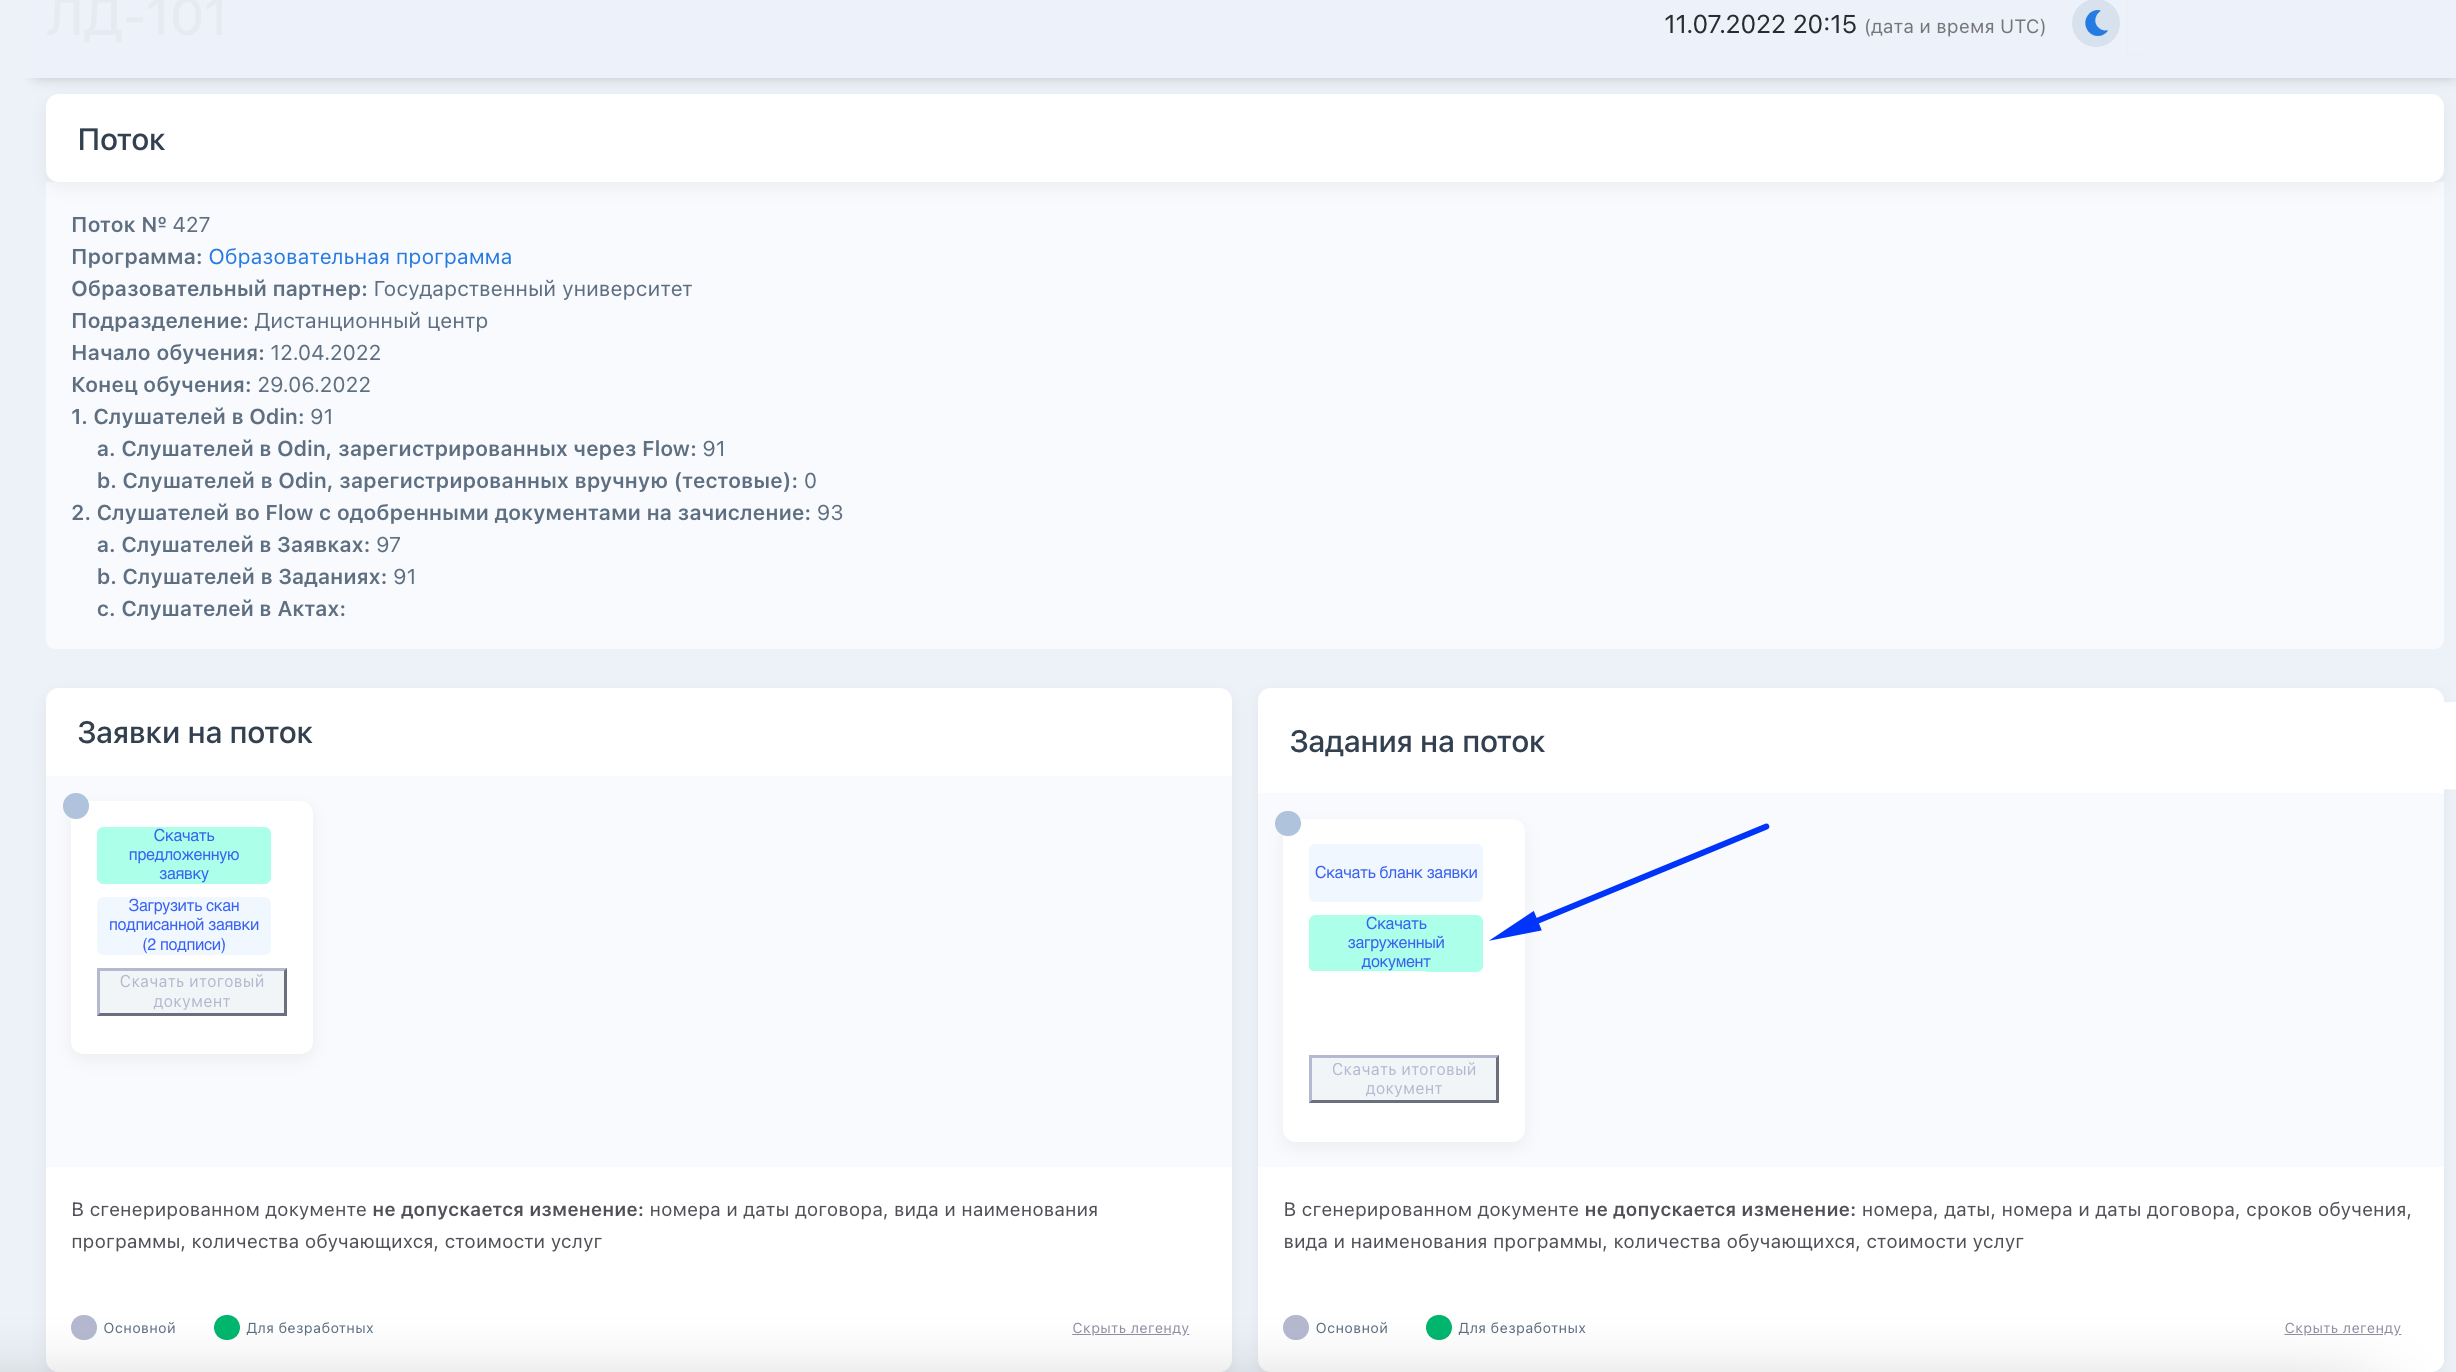 ЛД-101
11.07.2022 20:15 (дата и время UTC)
Поток
Поток № 427
Программа: Образовательная программа
Образовательный партнер: Государственный университет
Подразделение: Дистанционный центр
Начало обучения: 12.04.2022
Конец обучения: 29.06.2022
1. Слушателей в Odin: 91
a. Слушателей в Odin, зарегистрированных через Flow: 91
b. Слушателей в Odin, зарегистрированных вручную (тестовые): 0
2. Слушателей во Flow с одобренными документами на зачисление: 93
a. Слушателей в Заявках: 97
b. Слушателей в Заданиях: 91
c. Слушателей в Актах:
Заявки на поток
Скачать
предложенную
заявку
Загрузить скан
подписанной заявки
(2 подписи)
Скачать итоговый
документ
В сгенерированном документе не допускается изменение: номера и даты договора, вида и наименования
программы, количества обучающихся, стоимости услуг
Основной
Для безработных
Скрыть легенду
Задания на поток
Скачать бланк заявки
Скачать
загруженный
документ
Скачать итоговый
документ
В сгенерированном документе не допускается изменение: номера, даты, номера и даты договора, сроков обучения,
вида и наименования программы, количества обучающихся, стоимости услуг
Основной
Для безработных
Скрыть легенду